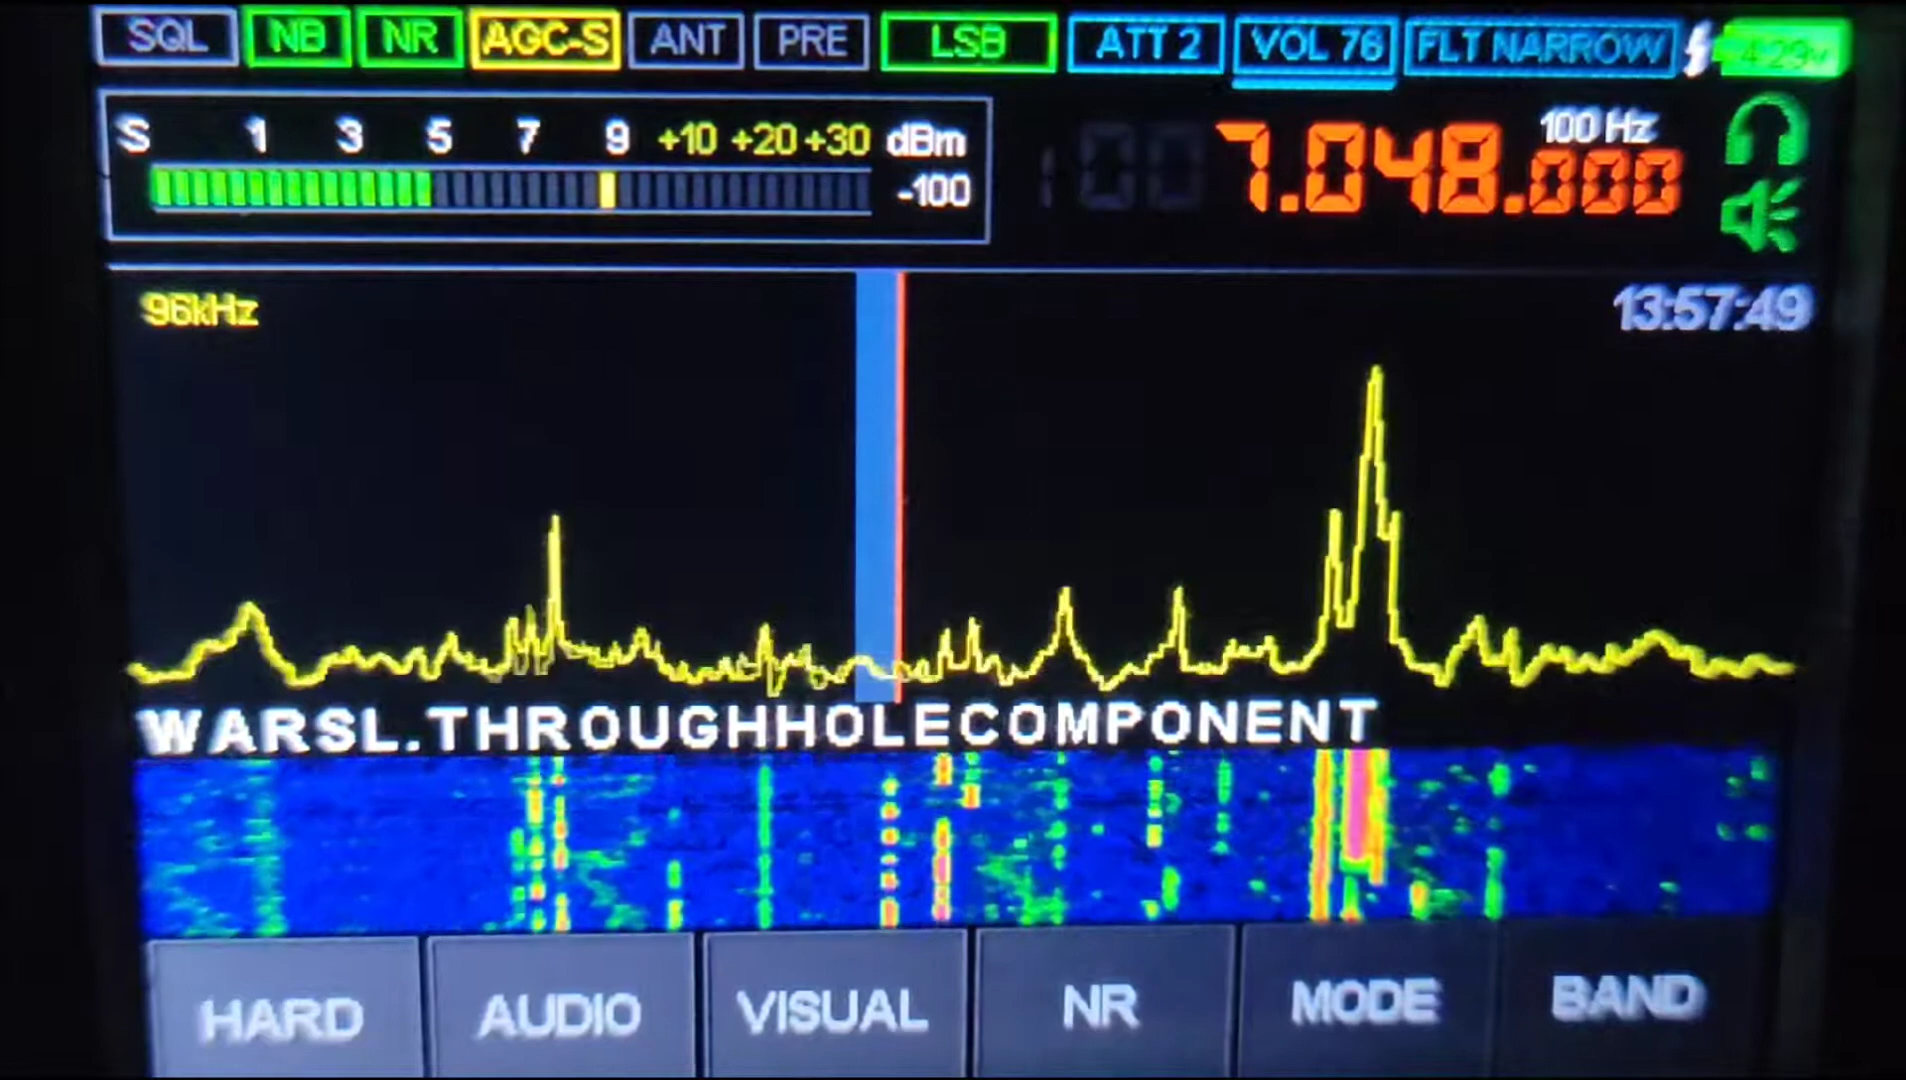 SQL NB NR AGC-S ANT PRE LSB ATT 2 VOL 76 FLT NARROW 4.29v
S 1 3 5 7 9 +10 +20 +30 dBm
-100
100 Hz
7.048.000
96kHz
13:57:49
WARSL.THROUGHHOLECOMPONENT
HARD AUDIO VISUAL NR MODE BAND